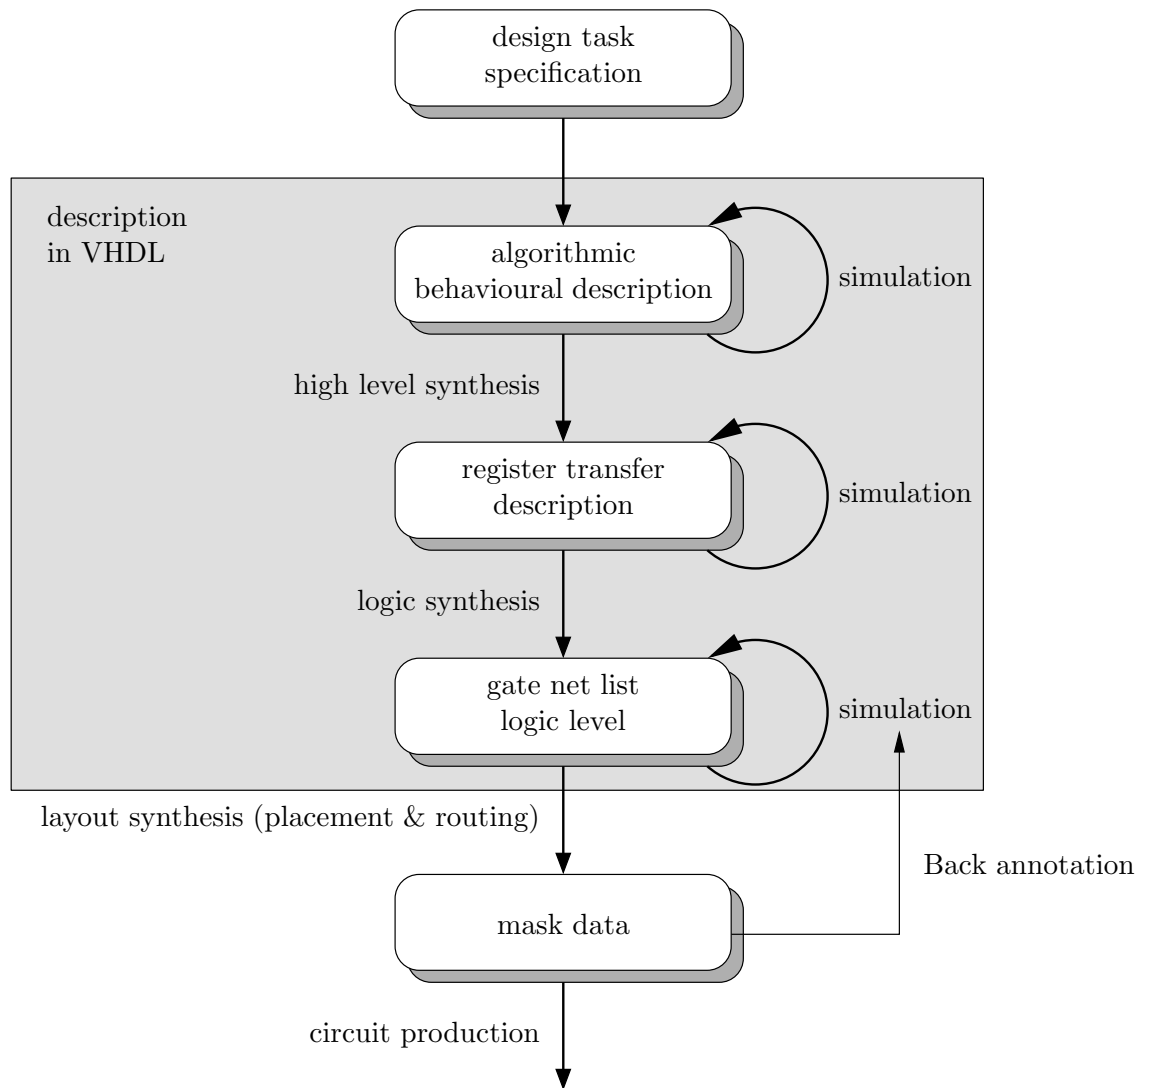 design task
specification
description
in VHDL
algorithmic
behavioural description
simulation
high level synthesis
register transfer
description
simulation
logic synthesis
gate net list
logic level
simulation
layout synthesis (placement & routing)
Back annotation
mask data
circuit production